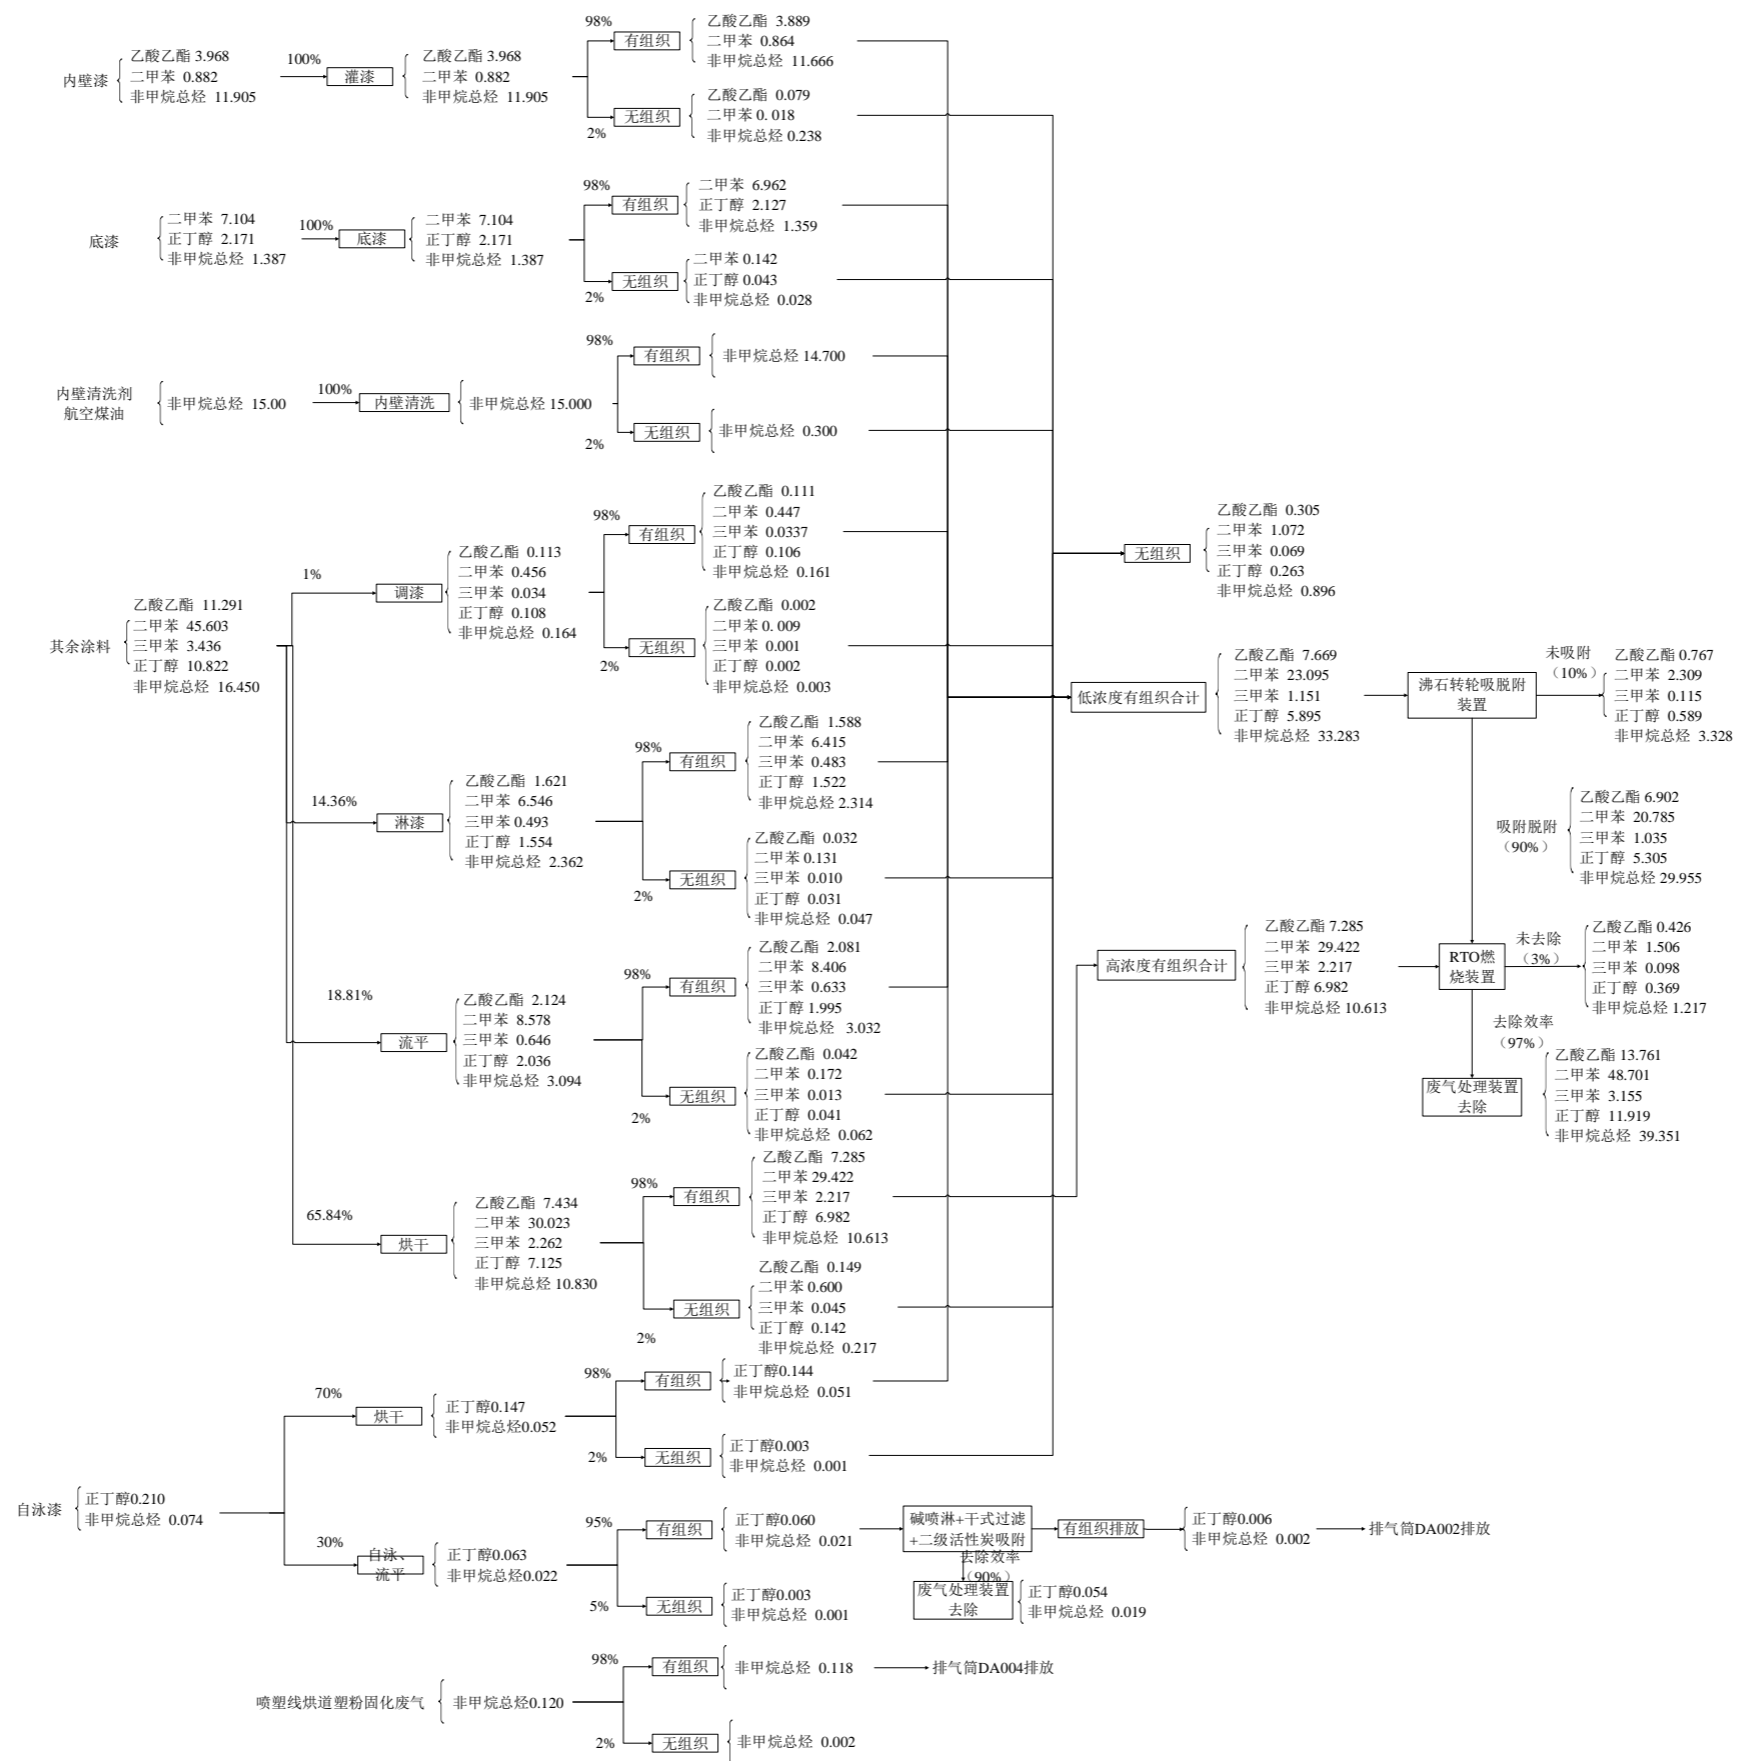 内壁漆
乙酸乙酯 3.968
二甲苯 0.882
非甲烷总烃 11.905
100%
灌漆
乙酸乙酯 3.968
二甲苯 0.882
非甲烷总烃 11.905
98%
有组织
乙酸乙酯 3.889
二甲苯 0.864
非甲烷总烃 11.666
2%
无组织
乙酸乙酯 0.079
二甲苯 0. 018
非甲烷总烃 0.238
底漆
二甲苯 7.104
正丁醇 2.171
非甲烷总烃 1.387
100%
底漆
二甲苯 7.104
正丁醇 2.171
非甲烷总烃 1.387
98%
有组织
二甲苯 6.962
正丁醇 2.127
非甲烷总烃 1.359
2%
无组织
二甲苯 0.142
正丁醇 0.043
非甲烷总烃 0.028
内壁清洗剂
航空煤油
非甲烷总烃 15.00
100%
内壁清洗
非甲烷总烃 15.000
98%
有组织
非甲烷总烃 14.700
2%
无组织
非甲烷总烃 0.300
其余涂料
乙酸乙酯 11.291
二甲苯 45.603
三甲苯 3.436
正丁醇 10.822
非甲烷总烃 16.450
1%
调漆
乙酸乙酯 0.113
二甲苯 0.456
三甲苯 0.034
正丁醇 0.108
非甲烷总烃 0.164
98%
有组织
乙酸乙酯 0.111
二甲苯 0.447
三甲苯 0.0337
正丁醇 0.106
非甲烷总烃 0.161
2%
无组织
乙酸乙酯 0.002
二甲苯 0. 009
三甲苯 0.001
正丁醇 0.002
非甲烷总烃 0.003
14.36%
淋漆
乙酸乙酯 1.621
二甲苯 6.546
三甲苯 0.493
正丁醇 1.554
非甲烷总烃 2.362
98%
有组织
乙酸乙酯 1.588
二甲苯 6.415
三甲苯 0.483
正丁醇 1.522
非甲烷总烃 2.314
2%
无组织
乙酸乙酯 0.032
二甲苯 0.131
三甲苯 0.010
正丁醇 0.031
非甲烷总烃 0.047
18.81%
流平
乙酸乙酯 2.124
二甲苯 8.578
三甲苯 0.646
正丁醇 2.036
非甲烷总烃 3.094
98%
有组织
乙酸乙酯 2.081
二甲苯 8.406
三甲苯 0.633
正丁醇 1.995
非甲烷总烃 3.032
2%
无组织
乙酸乙酯 0.042
二甲苯 0.172
三甲苯 0.013
正丁醇 0.041
非甲烷总烃 0.062
65.84%
烘干
乙酸乙酯 7.434
二甲苯 30.023
三甲苯 2.262
正丁醇 7.125
非甲烷总烃 10.830
98%
有组织
乙酸乙酯 7.285
二甲苯 29.422
三甲苯 2.217
正丁醇 6.982
非甲烷总烃 10.613
2%
无组织
乙酸乙酯 0.149
二甲苯 0.600
三甲苯 0.045
正丁醇 0.142
非甲烷总烃 0.217
无组织
乙酸乙酯 0.305
二甲苯 1.072
三甲苯 0.069
正丁醇 0.263
非甲烷总烃 0.896
低浓度有组织合计
乙酸乙酯 7.669
二甲苯 23.095
三甲苯 1.151
正丁醇 5.895
非甲烷总烃 33.283
沸石转轮吸脱附
装置
未吸附
（10%）
乙酸乙酯 0.767
二甲苯 2.309
三甲苯 0.115
正丁醇 0.589
非甲烷总烃 3.328
吸附脱附
（90%）
乙酸乙酯 6.902
二甲苯 20.785
三甲苯 1.035
正丁醇 5.305
非甲烷总烃 29.955
高浓度有组织合计
乙酸乙酯 7.285
二甲苯 29.422
三甲苯 2.217
正丁醇 6.982
非甲烷总烃 10.613
RTO燃
烧装置
未去除
（3%）
乙酸乙酯 0.426
二甲苯 1.506
三甲苯 0.098
正丁醇 0.369
非甲烷总烃 1.217
去除效率
（97%）
废气处理装置
去除
乙酸乙酯 13.761
二甲苯 48.701
三甲苯 3.155
正丁醇 11.919
非甲烷总烃 39.351
自泳漆
正丁醇0.210
非甲烷总烃 0.074
70%
烘干
正丁醇0.147
非甲烷总烃0.052
98%
有组织
正丁醇0.144
非甲烷总烃 0.051
2%
无组织
正丁醇0.003
非甲烷总烃 0.001
30%
自泳、
流平
正丁醇0.063
非甲烷总烃0.022
95%
有组织
正丁醇0.060
非甲烷总烃 0.021
碱喷淋+干式过滤
+二级活性炭吸附
有组织排放
正丁醇0.006
非甲烷总烃 0.002
排气筒DA002排放
去除效率
（90%）
废气处理装置
去除
正丁醇0.054
非甲烷总烃 0.019
5%
无组织
正丁醇0.003
非甲烷总烃 0.001
喷塑线烘道塑粉固化废气
非甲烷总烃0.120
98%
有组织
非甲烷总烃 0.118
排气筒DA004排放
2%
无组织
非甲烷总烃 0.002